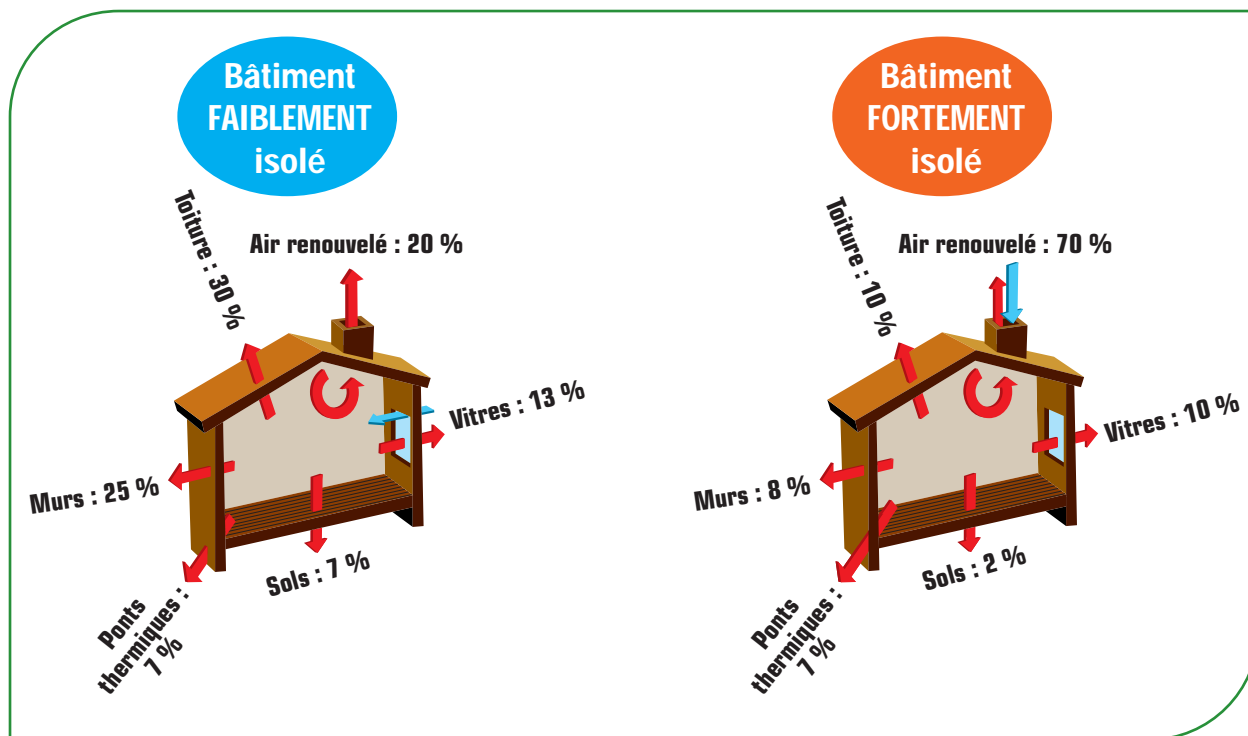 Bâtiment
FAIBLEMENT
isolé
Toiture : 30 %
Air renouvelé : 20 %
Vitres : 13 %
Murs : 25 %
Sols : 7 %
Ponts
thermiques :
7 %
Bâtiment
FORTEMENT
isolé
Toiture : 10 %
Air renouvelé : 70 %
Vitres : 10 %
Murs : 8 %
Sols : 2 %
Ponts
thermiques :
7 %